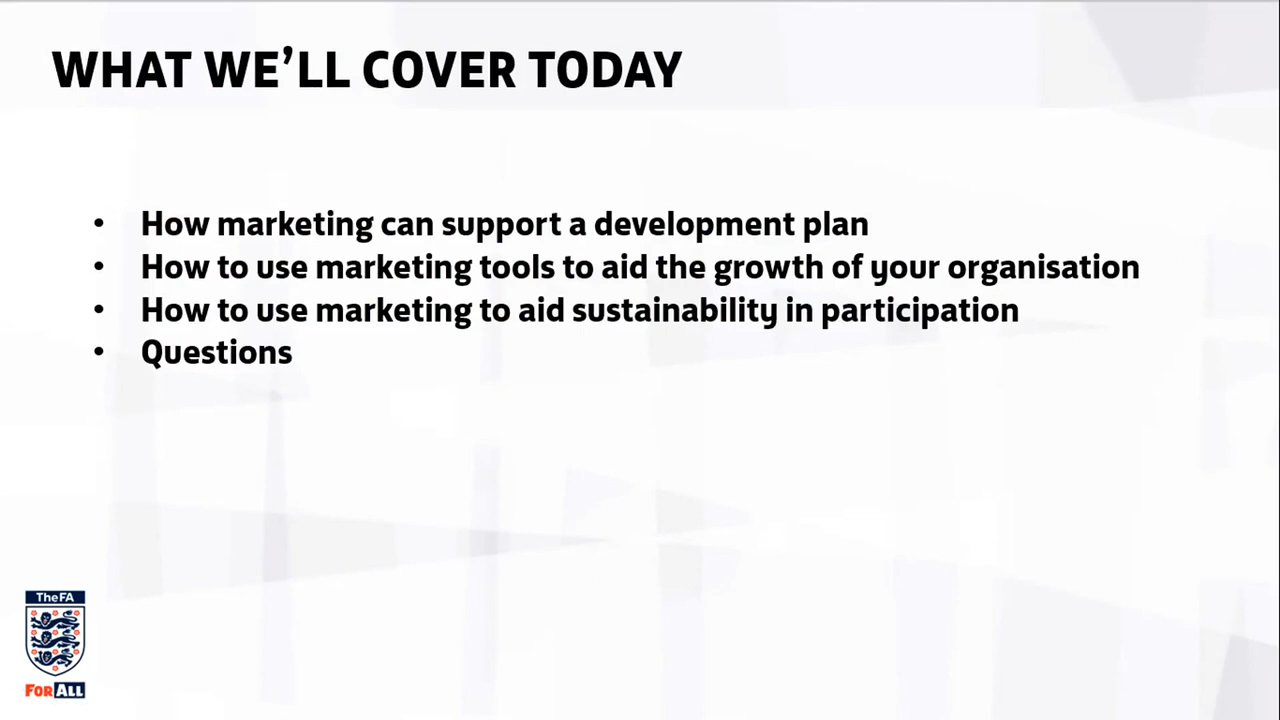 WHAT WE’LL COVER TODAY
• How marketing can support a development plan
• How to use marketing tools to aid the growth of your organisation
• How to use marketing to aid sustainability in participation
• Questions
TheFA
FORALL